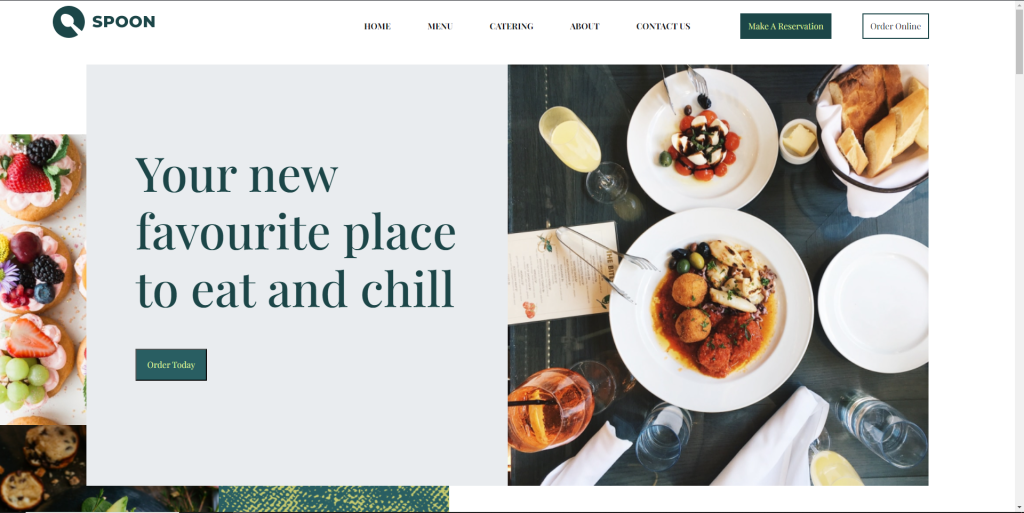 SPOON
HOME MENU CATERING ABOUT CONTACT US Make A Reservation Order Online
Your new
favourite place
to eat and chill
Order Today